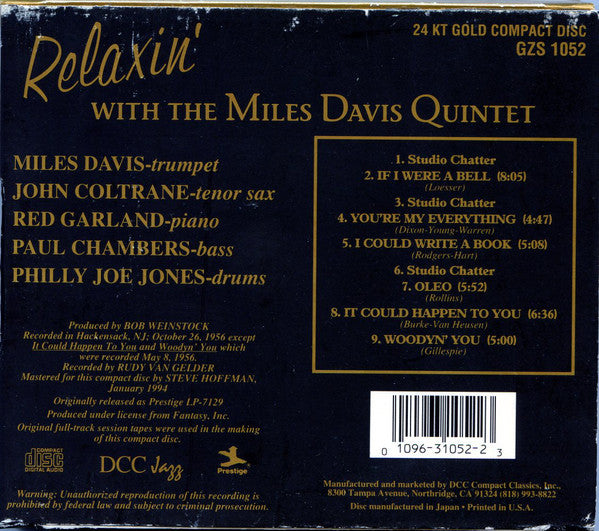 24 KT GOLD COMPACT DISC
GZS 1052
Relaxin'
WITH THE MILES DAVIS QUINTET
MILES DAVIS-trumpet
JOHN COLTRANE-tenor sax
RED GARLAND-piano
PAUL CHAMBERS-bass
PHILLY JOE JONES-drums
1. Studio Chatter
2. IF I WERE A BELL (8:05)
(Loesser)
3. Studio Chatter
4. YOU'RE MY EVERYTHING (4:47)
(Dixon-Young-Warren)
5. I COULD WRITE A BOOK (5:08)
(Rodgers-Hart)
6. Studio Chatter
7. OLEO (5:52)
(Rollins)
8. IT COULD HAPPEN TO YOU (6:36)
(Burke-Van Heusen)
9. WOODYN' YOU (5:00)
(Gillespie)
Produced by BOB WEINSTOCK
Recorded in Hackensack, NJ; October 26, 1956 except
It Could Happen To You and Woodyn' You which
were recorded May 8, 1956.
Recorded by RUDY VAN GELDER
Mastered for this compact disc by STEVE HOFFMAN,
January 1994
Originally released as Prestige LP-7129
Produced under license from Fantasy, Inc.
Original full-track session tapes were used in the making
of this compact disc.
COMPACT
disc
DIGITAL AUDIO
DCC Jazz
Prestige
Warning: Unauthorized reproduction of this recording is
prohibited by federal law and subject to criminal prosecution.
0 1096-31052-2 3
Manufactured and marketed by DCC Compact Classics, Inc.,
8300 Tampa Avenue, Northridge, CA 91324 (818) 993-8822
Disc manufactured in Japan • Printed in U.S.A.